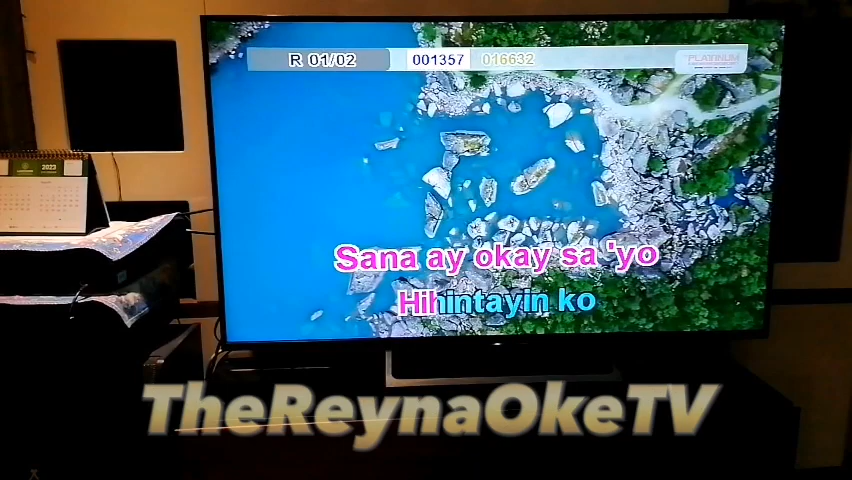 R 01/02 001357 016632 PLATINUM
2023
Sana ay okay sa 'yo
Hihintayin ko
TheReynaOkeTV